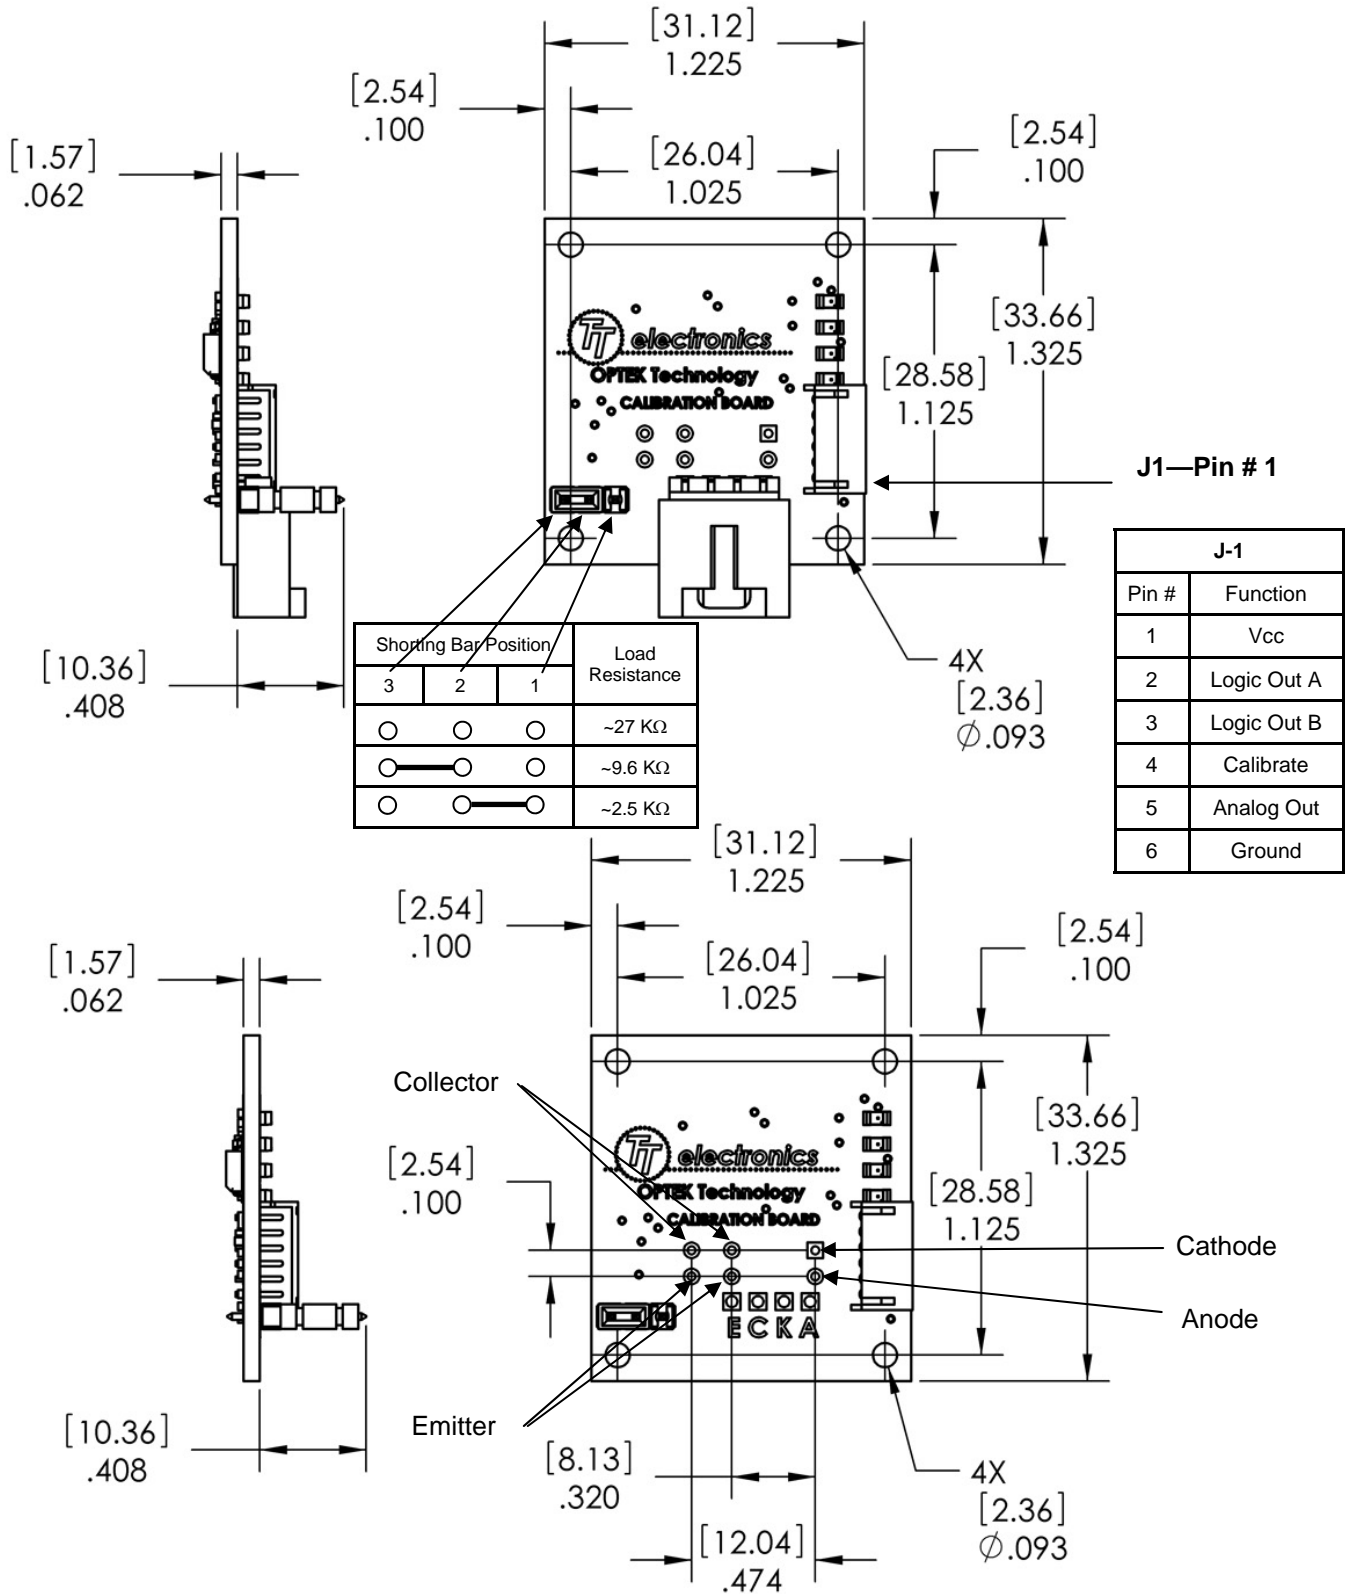 [31.12]
1.225
[2.54]
.100
[26.04]
1.025
[2.54]
.100
[1.57]
.062
TT electronics
OPTEK Technology
CALIBRATION BOARD
[33.66]
1.325
[28.58]
1.125
J1—Pin # 1
[10.36]
.408
4X
[2.36]
∅.093
Shorting Bar Position
Load Resistance
3 2 1
~27 KΩ
~9.6 KΩ
~2.5 KΩ
J-1
Pin # Function
1 Vcc
2 Logic Out A
3 Logic Out B
4 Calibrate
5 Analog Out
6 Ground
[31.12]
1.225
[2.54]
.100
[26.04]
1.025
[2.54]
.100
[1.57]
.062
Collector
[2.54]
.100
TT electronics
OPTEK Technology
CALIBRATION BOARD
[33.66]
1.325
[28.58]
1.125
Cathode
Anode
E C K A
Emitter
[10.36]
.408
[8.13]
.320
[12.04]
.474
4X
[2.36]
∅.093